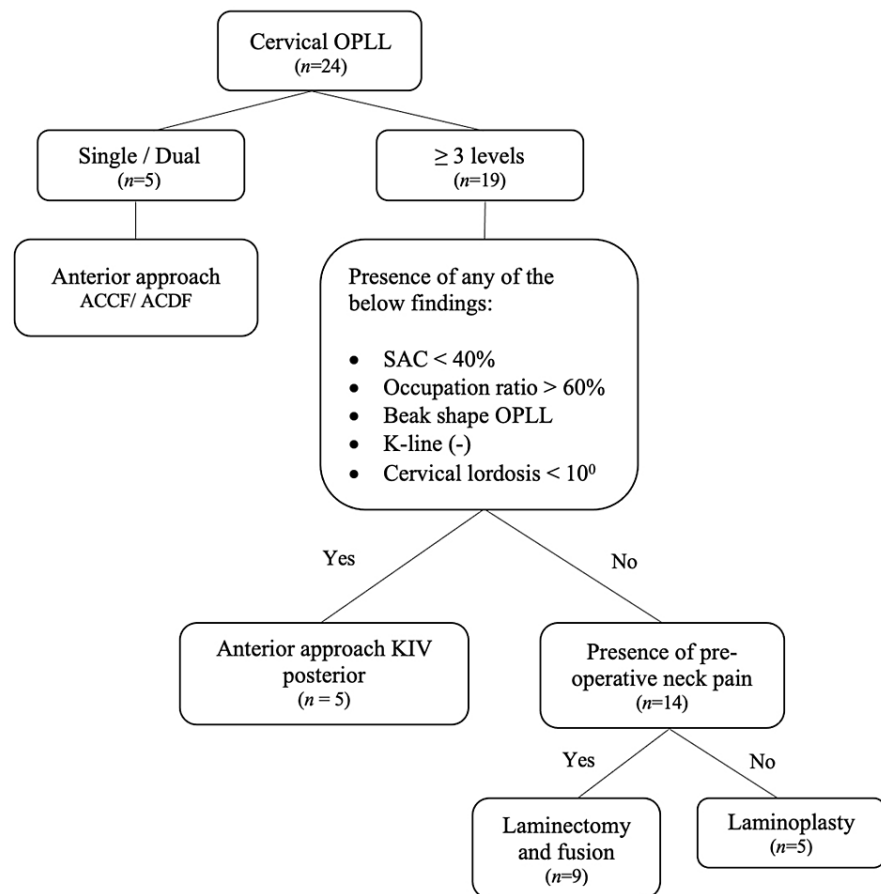 Cervical OPLL
(n=24)
Single / Dual
(n=5)
≥ 3 levels
(n=19)
Anterior approach
ACCF/ ACDF
Presence of any of the
below findings:
• SAC < 40%
• Occupation ratio > 60%
• Beak shape OPLL
• K-line (-)
• Cervical lordosis < 10⁰
Yes
No
Anterior approach KIV
posterior
(n = 5)
Presence of pre-
operative neck pain
(n=14)
Yes
No
Laminectomy
and fusion
(n=9)
Laminoplasty
(n=5)